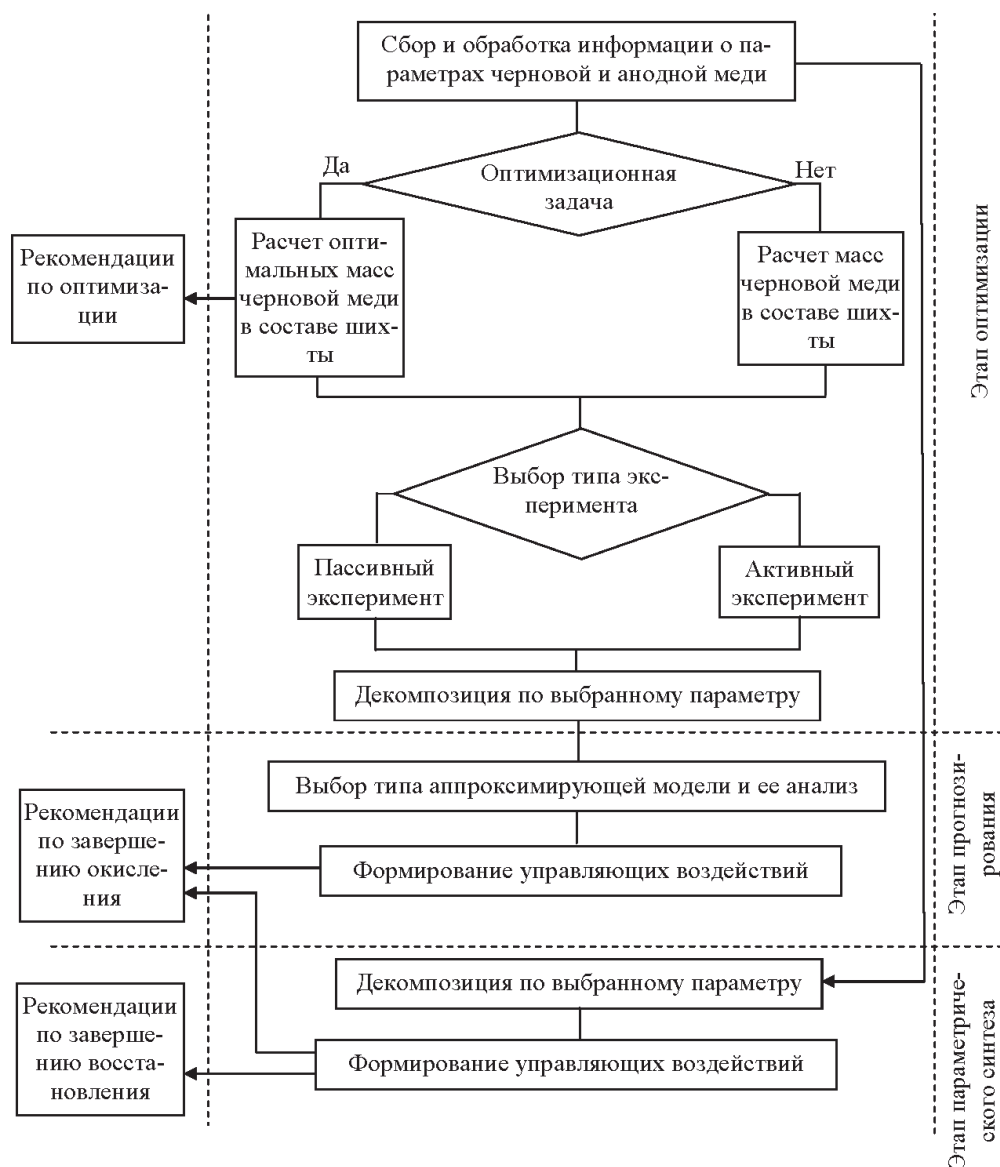 Сбор и обработка информации о па-
раметрах черновой и анодной меди
Да
Оптимизационная
задача
Нет
Рекомендации
по оптимиза-
ции
Расчет опти-
мальных масс
черновой меди
в составе ших-
ты
Расчет масс
черновой меди
в составе ших-
ты
Этап оптимизации
Выбор типа экс-
перимента
Пассивный
эксперимент
Активный
эксперимент
Декомпозиция по выбранному параметру
Выбор типа аппроксимирующей модели и ее анализ
Рекомендации
по заверше-
нию окисле-
ния
Формирование управляющих воздействий
Этап прогнози-
рования
Декомпозиция по выбранному параметру
Рекомендации
по заверше-
нию восста-
новления
Формирование управляющих воздействий
Этап параметриче-
ского синтеза